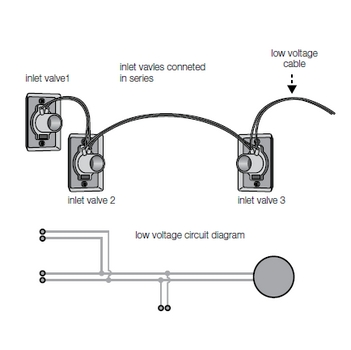 low voltage
cable
inlet vavles conneted
in series
inlet valve1
inlet valve 2
inlet valve 3
low voltage circuit diagram